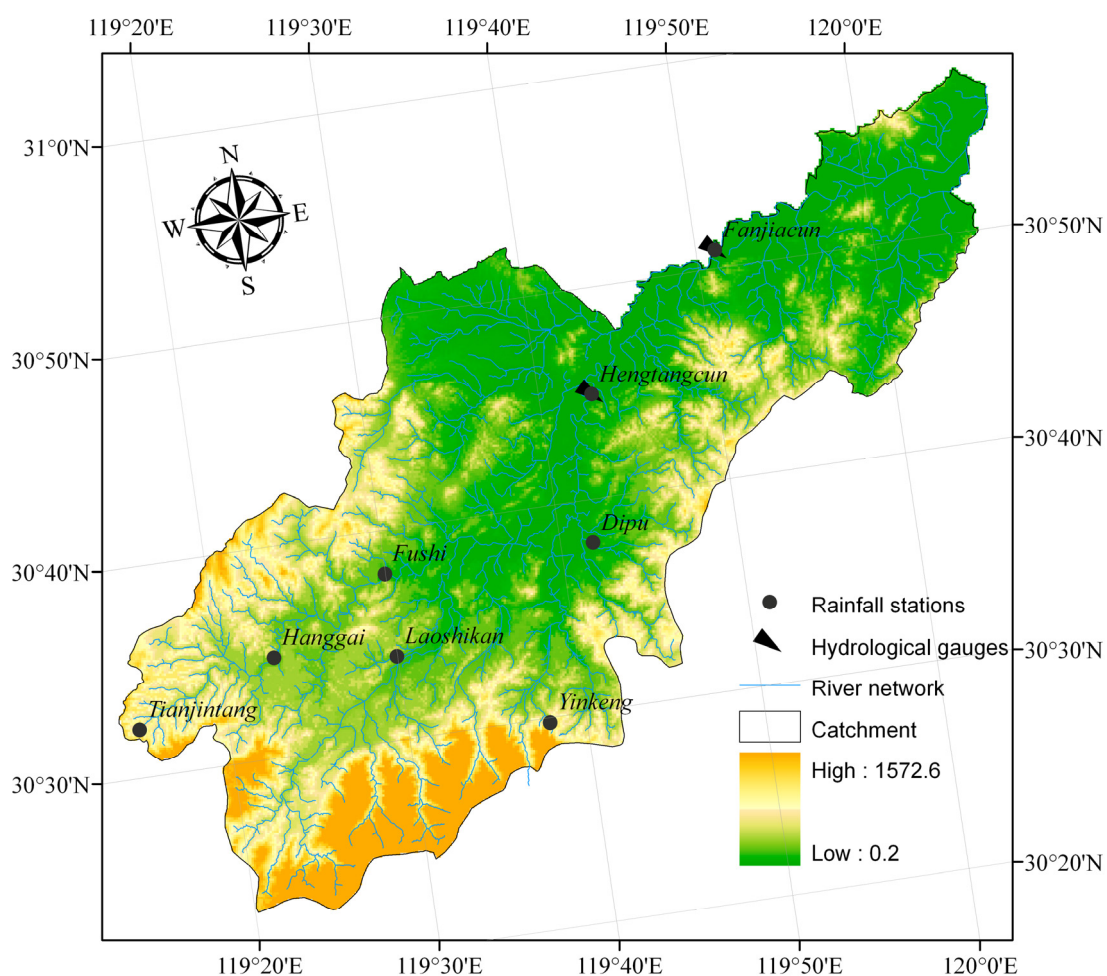 119°20'E 119°30'E 119°40'E 119°50'E 120°0'E
31°0'N
N
W E
S
Fanjiacun
30°50'N
30°50'N
Hengtangcun
30°40'N
Dipu
Fushi
30°40'N
Rainfall stations
Hanggai Laoshikan
Hydrological gauges
30°30'N
River network
Tianjintang
Yinkeng
Catchment
High : 1572.6
30°30'N
Low : 0.2
30°20'N
119°20'E 119°30'E 119°40'E 119°50'E 120°0'E